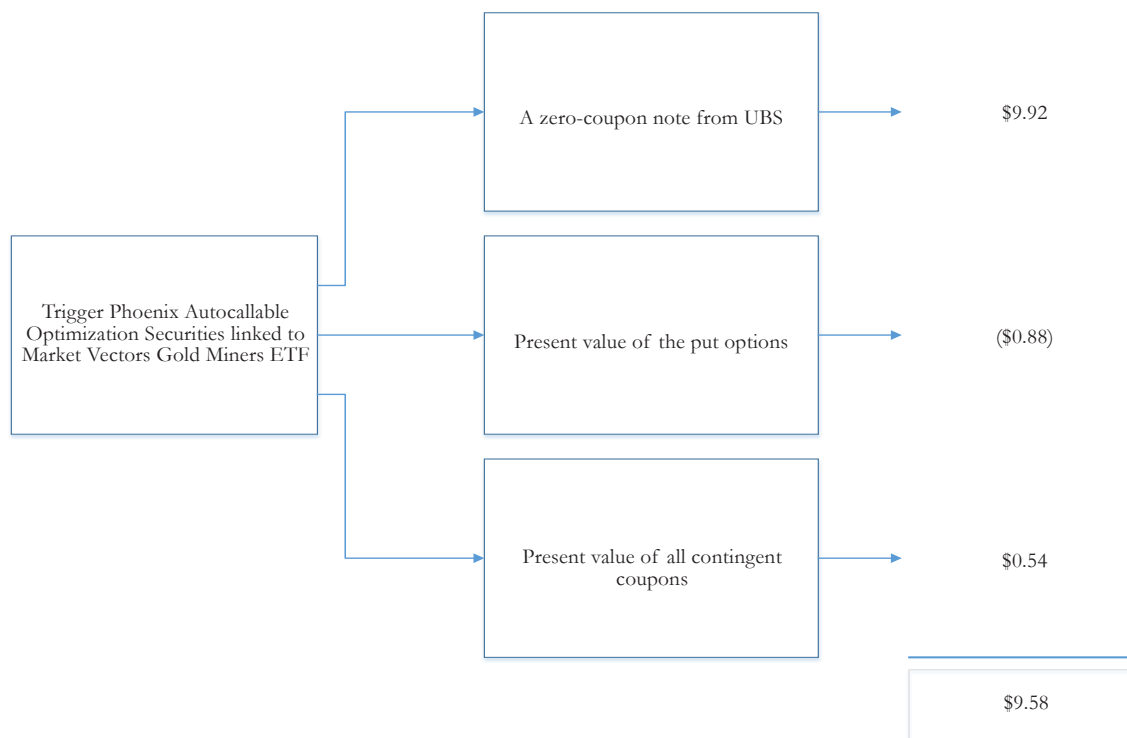 A zero-coupon note from UBS
$9.92
Trigger Phoenix Autocallable
Optimization Securities linked to
Market Vectors Gold Miners ETF
Present value of the put options
($0.88)
Present value of all contingent
coupons
$0.54
$9.58